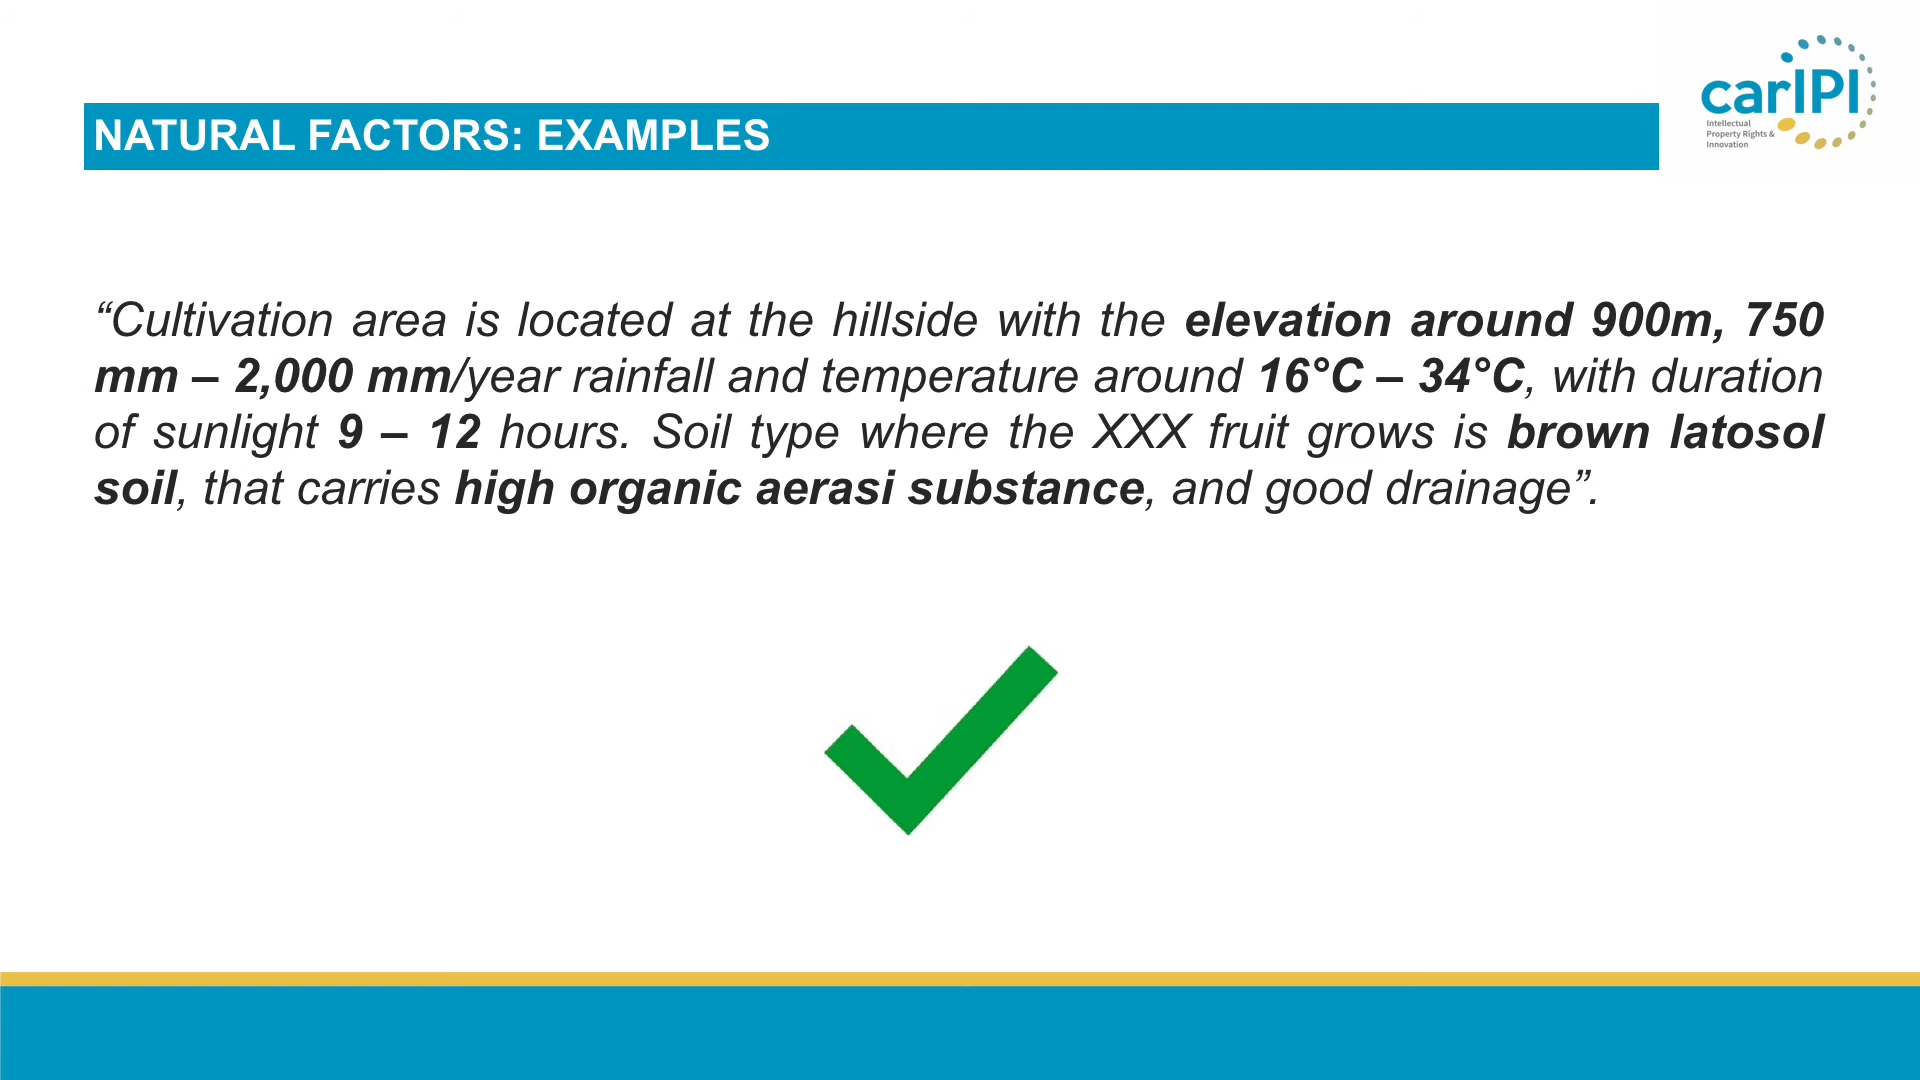 carIPI
Intellectual
Property Rights &
Innovation
NATURAL FACTORS: EXAMPLES
“Cultivation area is located at the hillside with the elevation around 900m, 750
mm – 2,000 mm/year rainfall and temperature around 16°C – 34°C, with duration
of sunlight 9 – 12 hours. Soil type where the XXX fruit grows is brown latosol
soil, that carries high organic aerasi substance, and good drainage”.